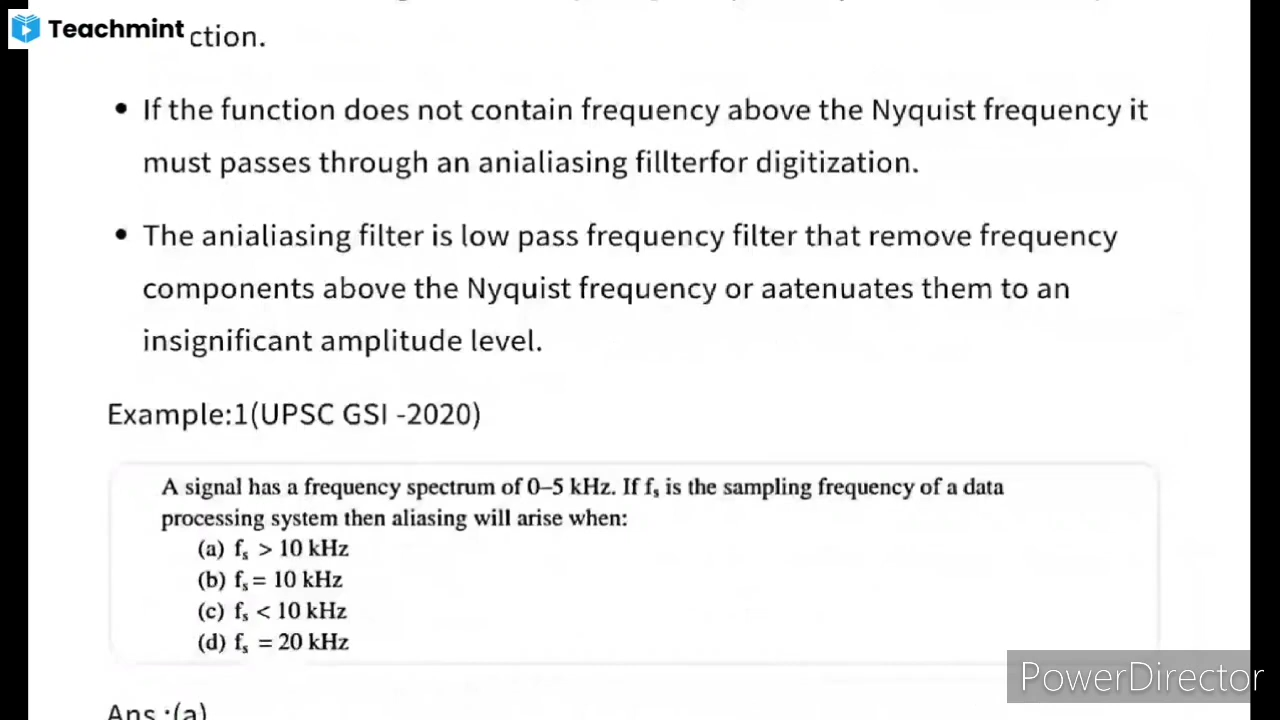 Teachmint
ction.
• If the function does not contain frequency above the Nyquist frequency it
must passes through an anialiasing fillterfor digitization.
• The anialiasing filter is low pass frequency filter that remove frequency
components above the Nyquist frequency or aatenuates them to an
insignificant amplitude level.
Example:1(UPSC GSI -2020)
A signal has a frequency spectrum of 0–5 kHz. If fs is the sampling frequency of a data
processing system then aliasing will arise when:
(a) fs > 10 kHz
(b) fs = 10 kHz
(c) fs < 10 kHz
(d) fs = 20 kHz
Ans :(a)
PowerDirector